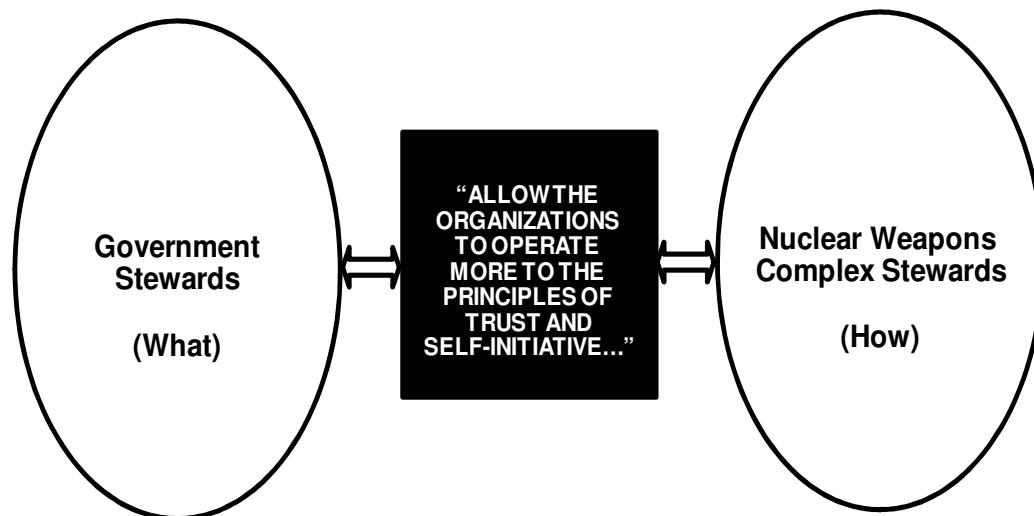 Government
Stewards
(What)
“ALLOW THE
ORGANIZATIONS
TO OPERATE
MORE TO THE
PRINCIPLES OF
TRUST AND
SELF-INITIATIVE…”
Nuclear Weapons
Complex Stewards
(How)